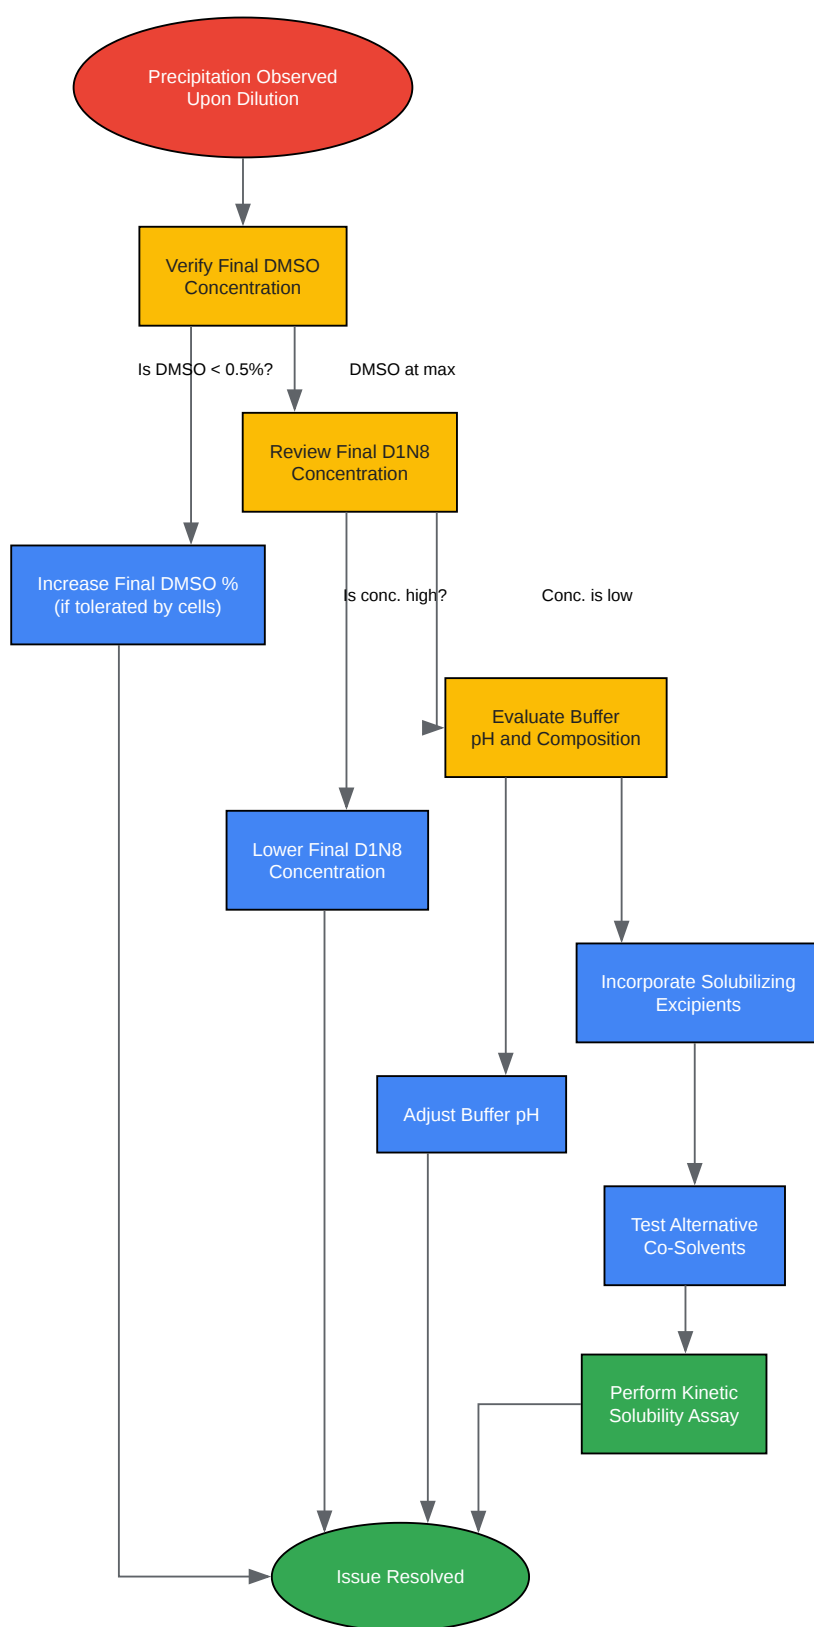 Precipitation Observed
Upon Dilution
Verify Final DMSO
Concentration
Is DMSO < 0.5%?
DMSO at max
Review Final D1N8
Concentration
Increase Final DMSO %
(if tolerated by cells)
Is conc. high?
Conc. is low
Evaluate Buffer
pH and Composition
Lower Final D1N8
Concentration
Incorporate Solubilizing
Excipients
Adjust Buffer pH
Test Alternative
Co-Solvents
Perform Kinetic
Solubility Assay
Issue Resolved